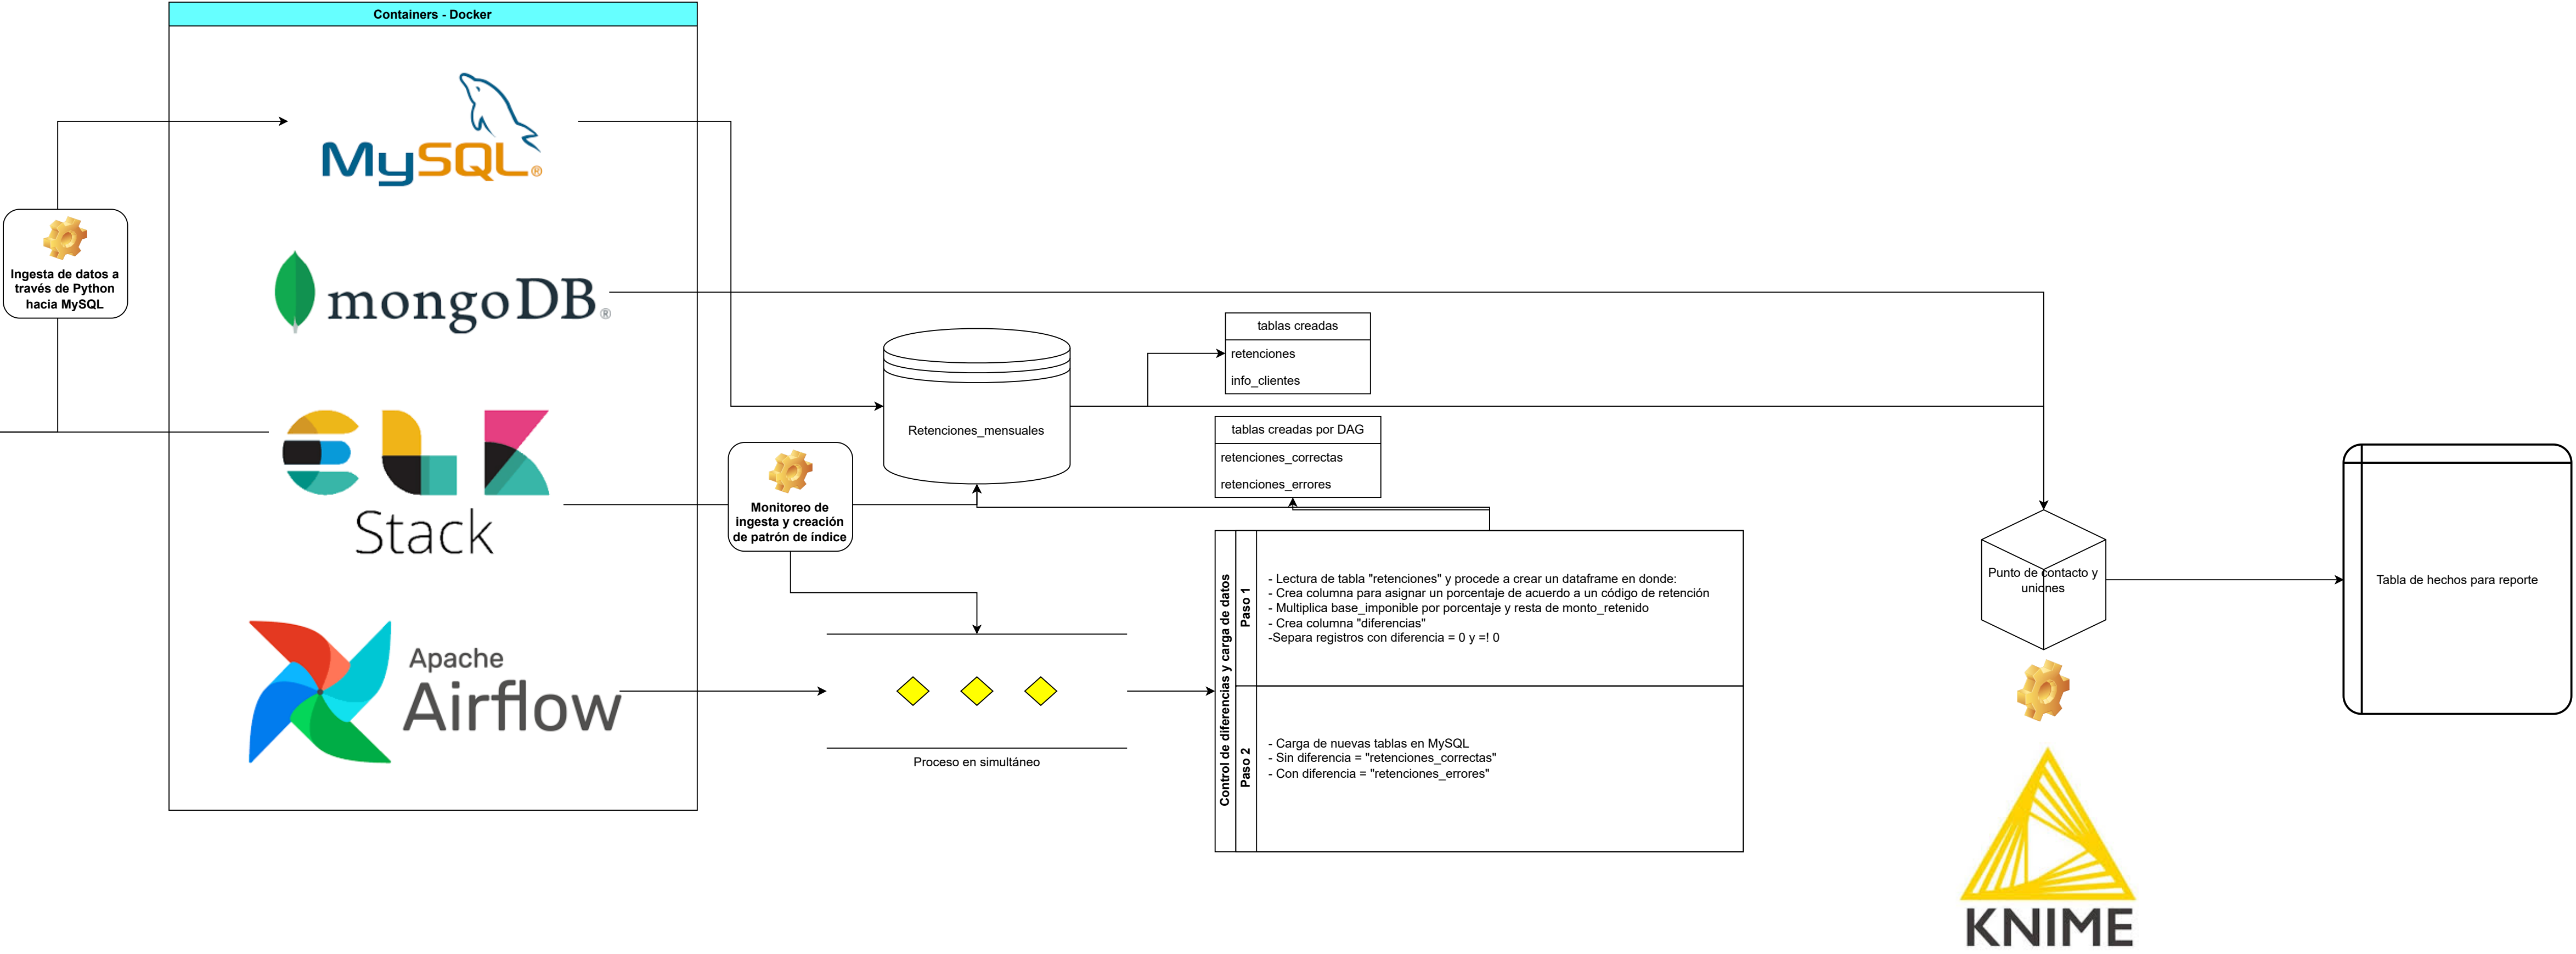 Containers - Docker
MySQL®
Ingesta de datos a
través de Python
hacia MySQL
mongoDB®
tablas creadas
retenciones
info_clientes
Retenciones_mensuales
tablas creadas por DAG
retenciones_correctas
retenciones_errores
ELK
Stack
Monitoreo de
ingesta y creación
de patrón de índice
Control de diferencias y carga de datos
Paso 1
- Lectura de tabla "retenciones" y procede a crear un dataframe en donde:
- Crea columna para asignar un porcentaje de acuerdo a un código de retención
- Multiplica base_imponible por porcentaje y resta de monto_retenido
- Crea columna "diferencias"
-Separa registros con diferencia = 0 y =! 0
Punto de contacto y
uniones
Tabla de hechos para reporte
Apache
Airflow
Proceso en simultáneo
Paso 2
- Carga de nuevas tablas en MySQL
- Sin diferencia = "retenciones_correctas"
- Con diferencia = "retenciones_errores"
KNIME